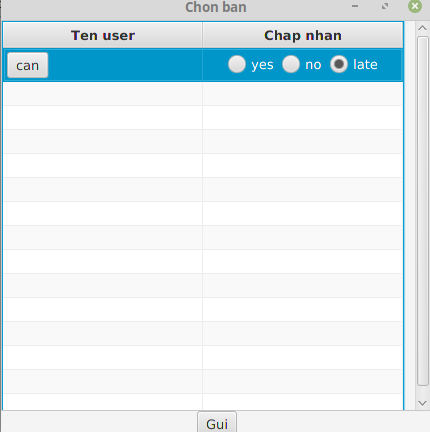 Chon ban
Ten user Chap nhan
can yes no late
Gui